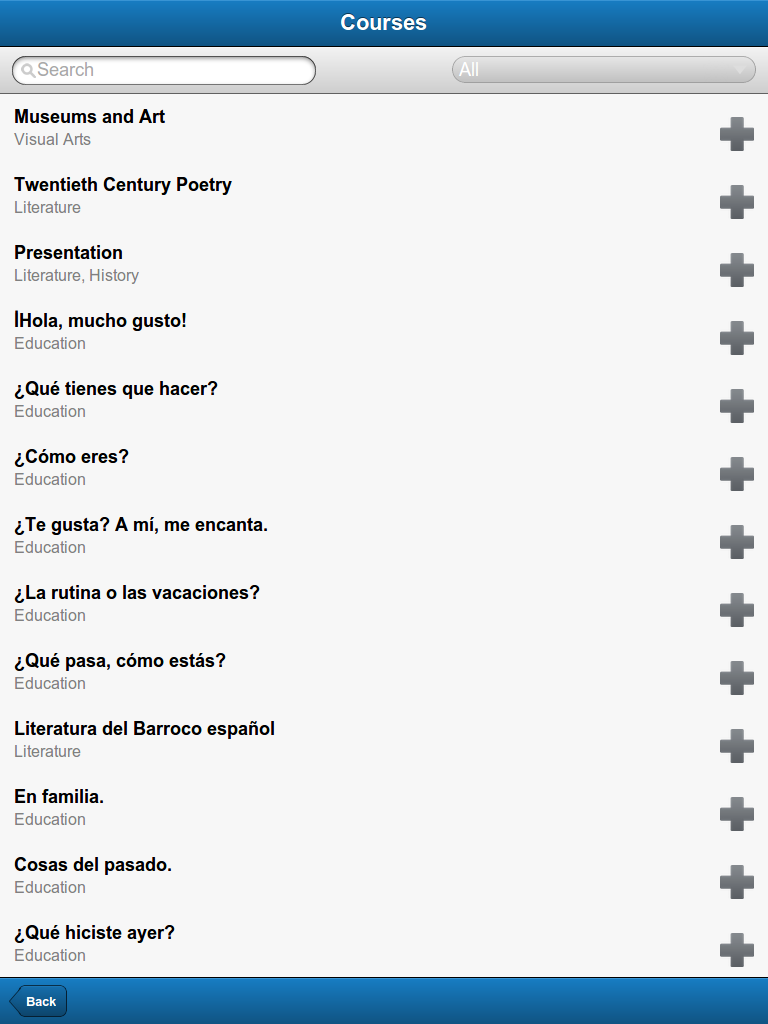 Courses
Search
All
Museums and Art
Visual Arts
Twentieth Century Poetry
Literature
Presentation
Literature, History
ÍHola, mucho gusto!
Education
¿Qué tienes que hacer?
Education
¿Cómo eres?
Education
¿Te gusta? A mí, me encanta.
Education
¿La rutina o las vacaciones?
Education
¿Qué pasa, cómo estás?
Education
Literatura del Barroco español
Literature
En familia.
Education
Cosas del pasado.
Education
¿Qué hiciste ayer?
Education
Back